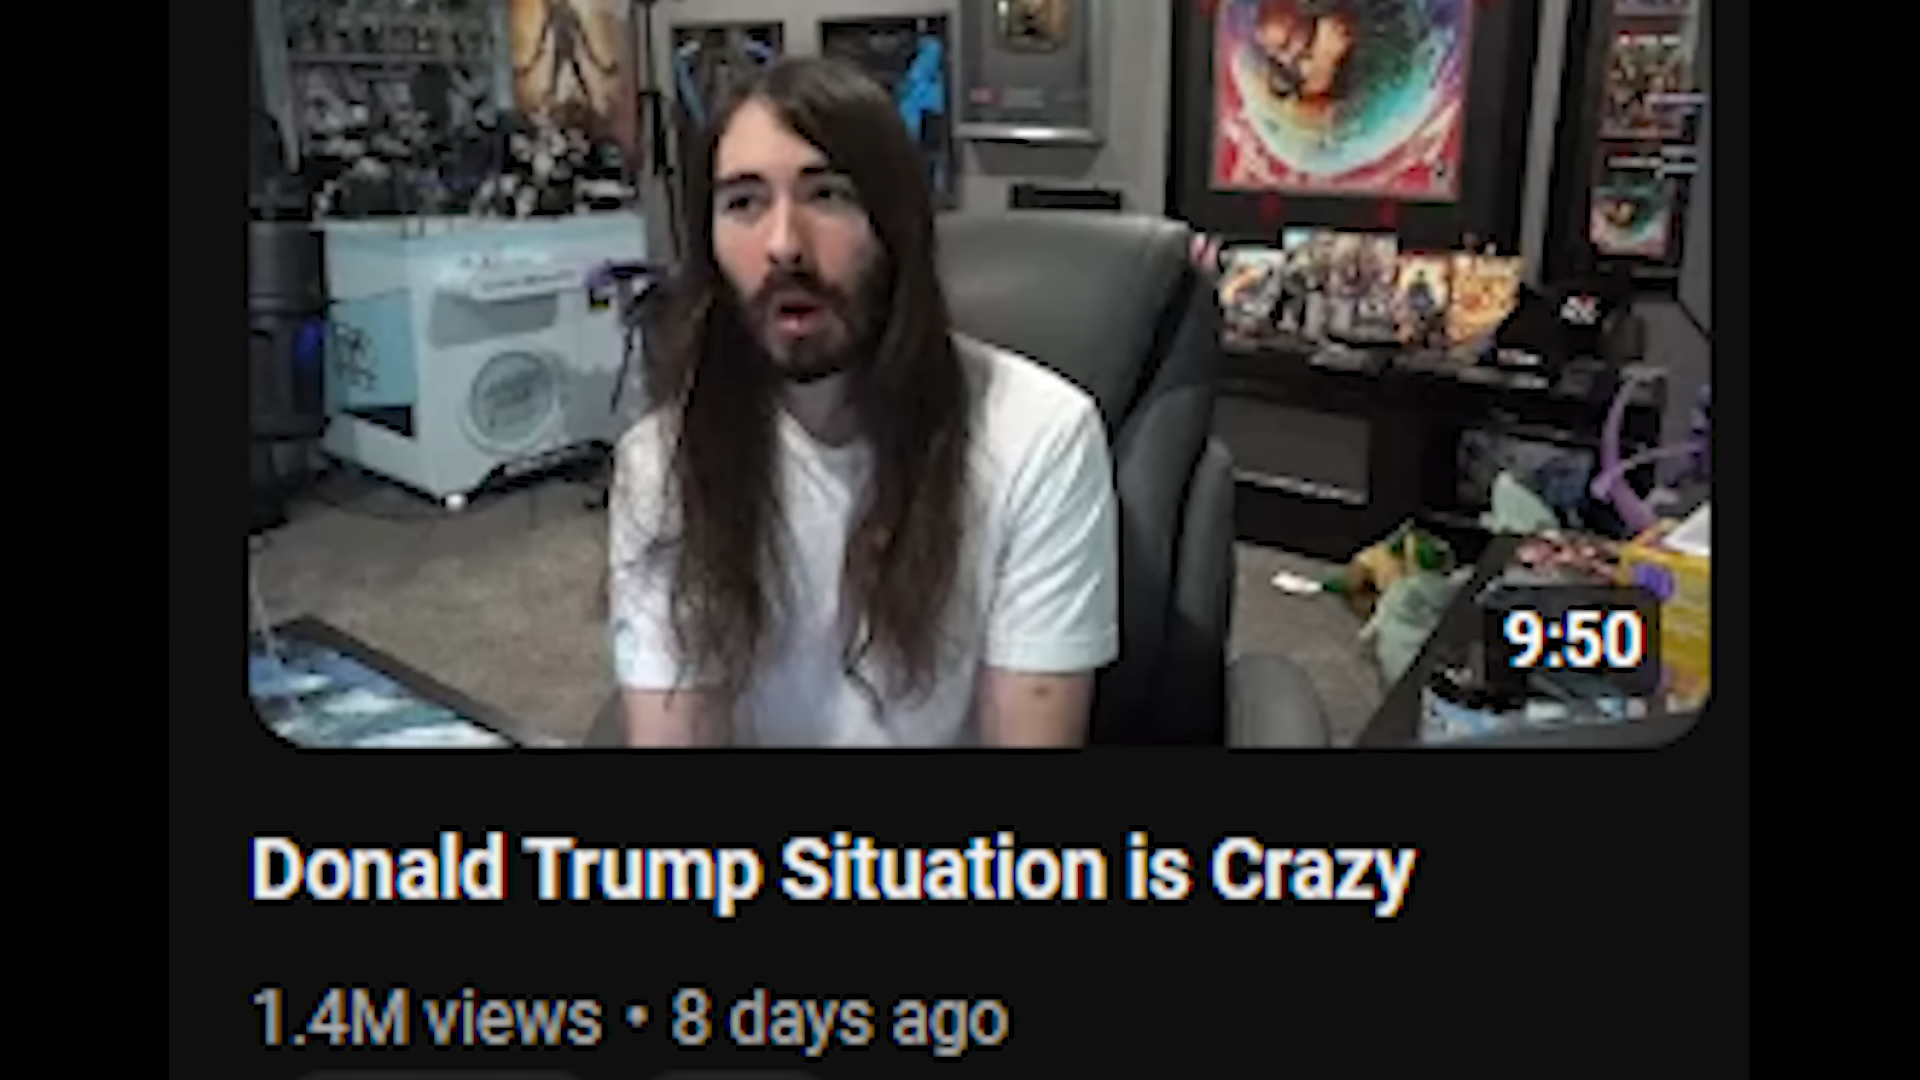 9:50
Donald Trump Situation is Crazy
1.4M views • 8 days ago